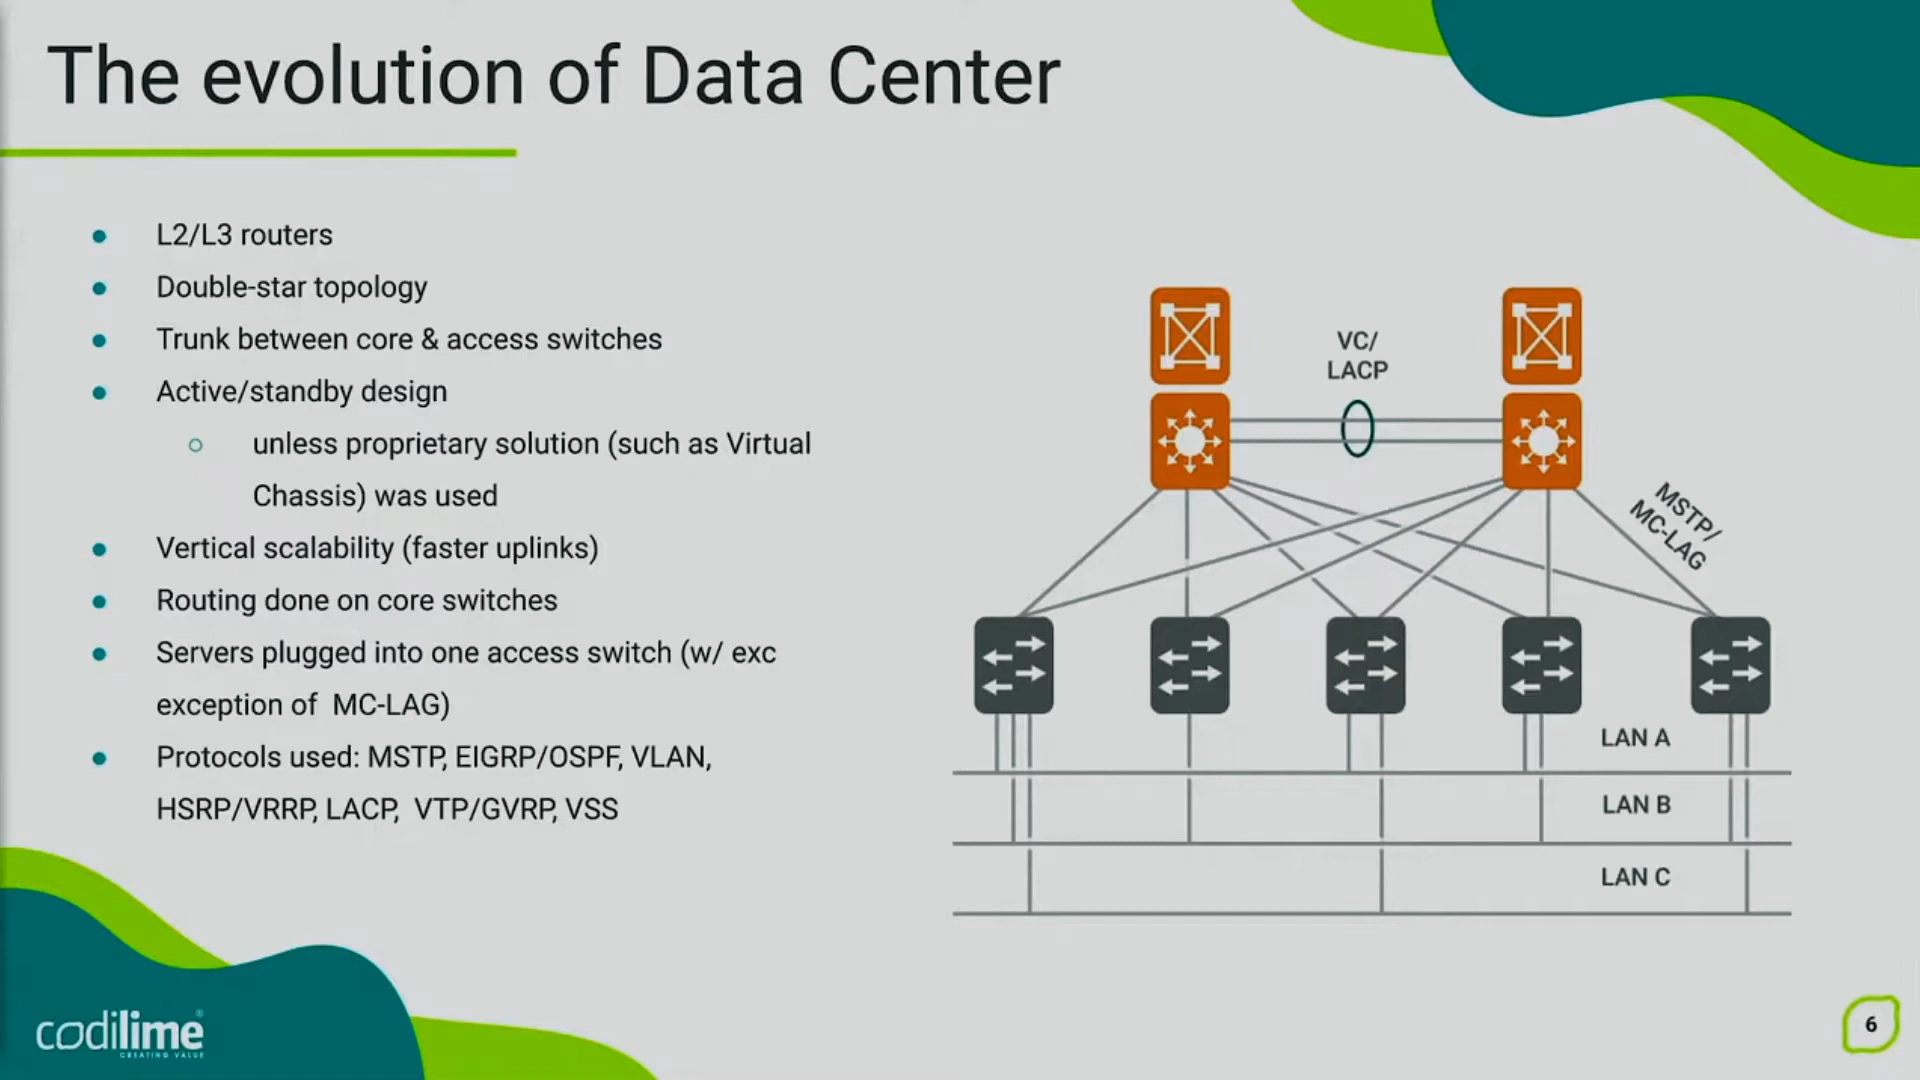 The evolution of Data Center
L2/L3 routers
Double-star topology
Trunk between core & access switches
Active/standby design
unless proprietary solution (such as Virtual
Chassis) was used
Vertical scalability (faster uplinks)
Routing done on core switches
Servers plugged into one access switch (w/ exc
exception of  MC-LAG)
Protocols used: MSTP, EIGRP/OSPF, VLAN,
HSRP/VRRP, LACP,  VTP/GVRP, VSS
VC/
LACP
MSTP/
MC-LAG
LAN A
LAN B
LAN C
codilime®
CREATING VALUE
6